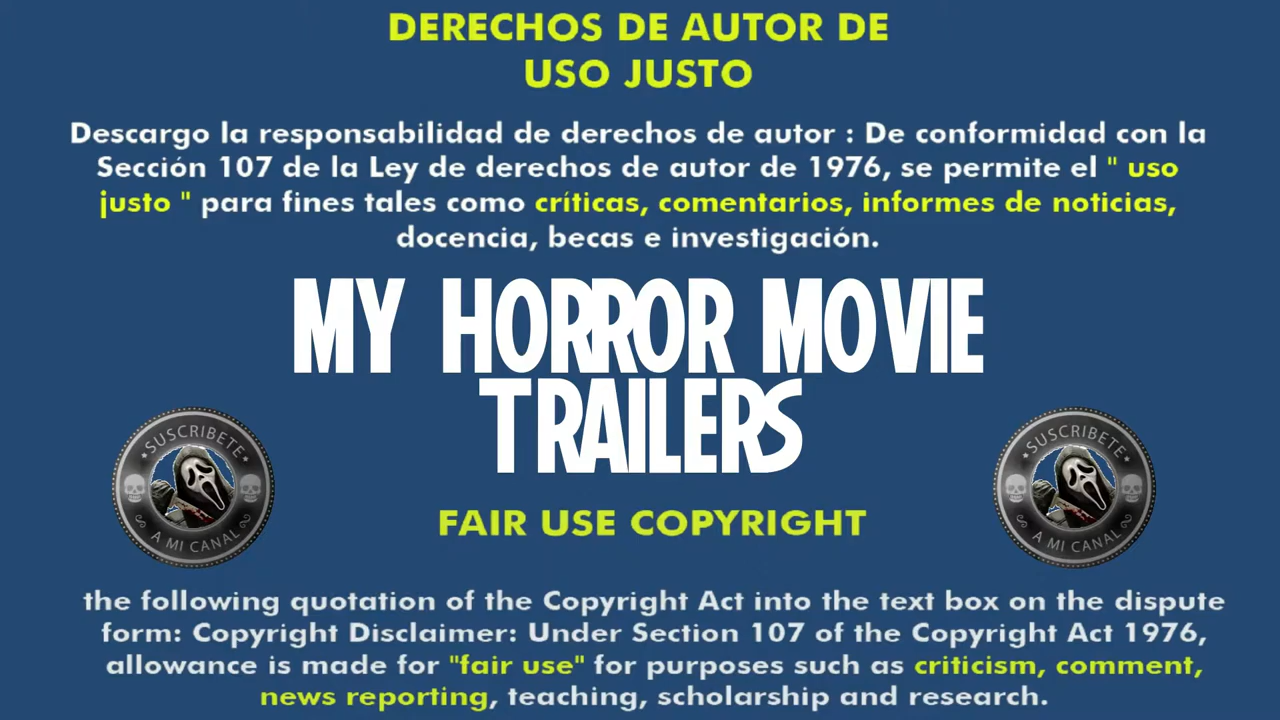 DERECHOS DE AUTOR DE
USO JUSTO
Descargo la responsabilidad de derechos de autor : De conformidad con la
Sección 107 de la Ley de derechos de autor de 1976, se permite el " uso
justo " para fines tales como críticas, comentarios, informes de noticias,
docencia, becas e investigación.
MY HORROR MOVIE
TRAILERS
SUSCRIBETE
A MI CANAL
SUSCRIBETE
A MI CANAL
FAIR USE COPYRIGHT
the following quotation of the Copyright Act into the text box on the dispute
form: Copyright Disclaimer: Under Section 107 of the Copyright Act 1976,
allowance is made for "fair use" for purposes such as criticism, comment,
news reporting, teaching, scholarship and research.